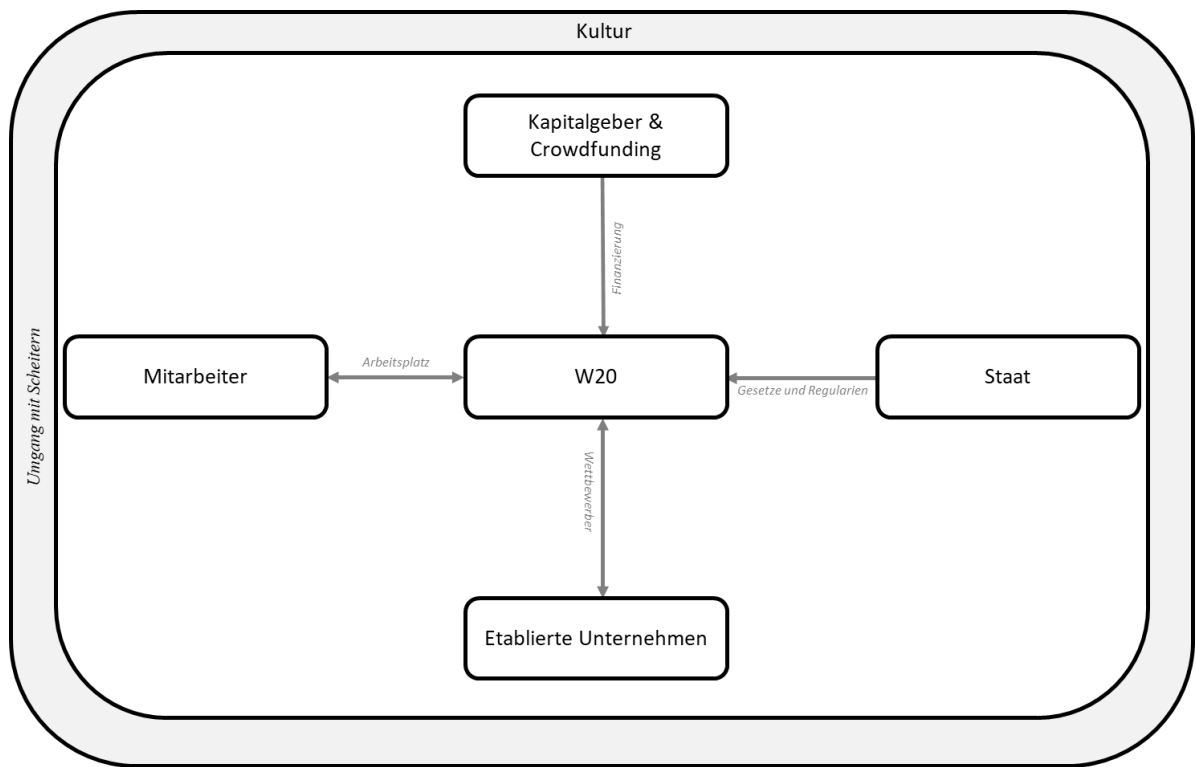 Kultur
Kapitalgeber &
Crowdfunding
Finanzierung
Umgang mit Scheitern
Mitarbeiter
Arbeitsplatz
W20
Gesetze und Regularien
Staat
Wettbewerber
Etablierte Unternehmen